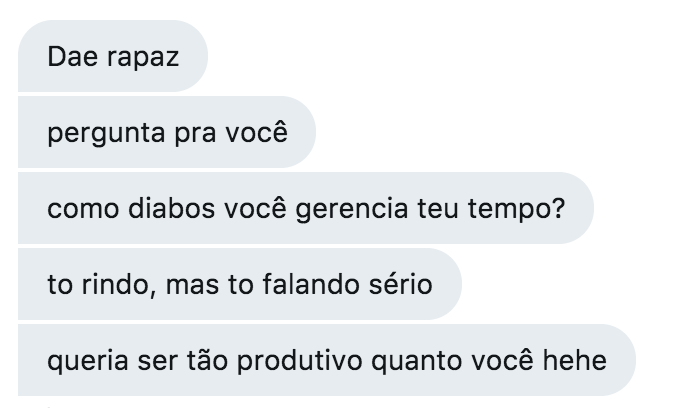 Dae rapaz
pergunta pra você
como diabos você gerencia teu tempo?
to rindo, mas to falando sério
queria ser tão produtivo quanto você hehe